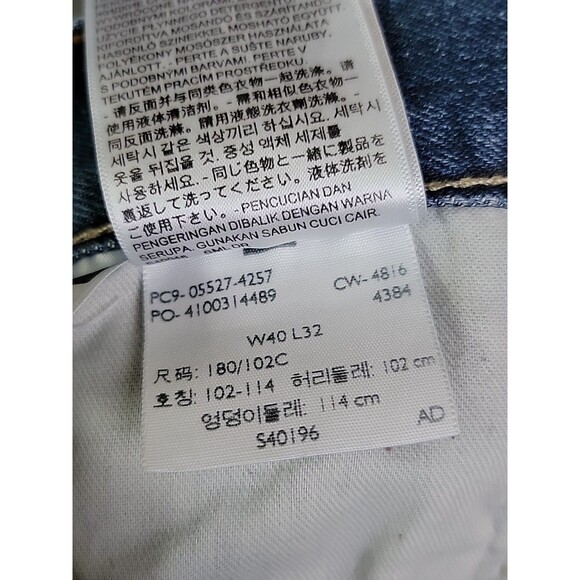 PODOBNYMI BARWAMI.
UŻYCIE PŁYNNEGO ŚRODKA
KIFORDÍTVA MOSANDÓ ÉS SZÁRÍTANDÓ
HASONLÓ SZÍNEKKEL MOSHATÓ EGYÜTT.
FOLYÉKONY MOSÓSZER HASZNÁLATA
AJÁNLOTT. - PERTE A SUŠTE NARUBY,
S PODOBNÝMI BARVAMI. PERTE V
TEKUTÉM PRACÍM PROSTŘEDKU.
- 请反面并与同类色衣物一起洗涤。请
使用液体清洁剂。- 需和相似色衣物一
同反面洗滌。請用液態洗衣劑洗滌。-
세탁시 같은 색상끼리 하십시요. 세탁 시
옷을 뒤집을 것. 중성 액체 세제를
사용하세요. - 同じ色物と一緒に製品を
裏返して洗ってください。液体洗剤を
ご使用下さい。- PENCUCIAN DAN
PENGERINGAN DIBALIK DENGAN WARNA
SERUPA. GUNAKAN SABUN CUCI CAIR.
PC9- 05527-4257 CW- 4816
PO- 4100314489 4384
W40 L32
尺码: 180/102C
호칭: 102-114 허리둘레: 102 cm
엉덩이둘레: 114 cm
S40196 AD